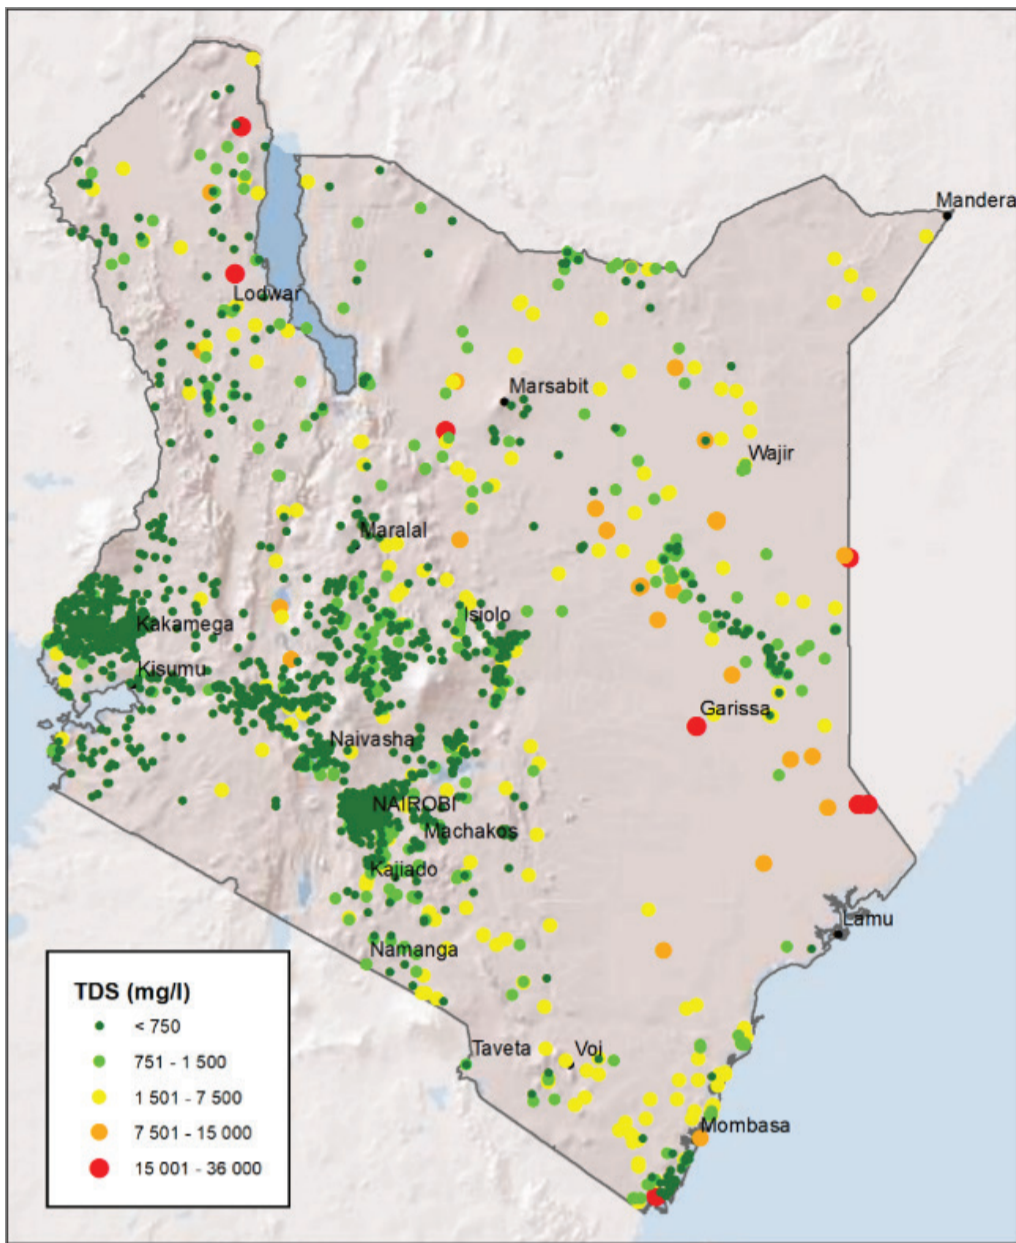 Mandera
Lodwar
Marsabit
Wajir
Maralal
Isiolo
Kakamega
Kisumu
Garissa
Naivasha
NAIROBI
Machakos
Kajiado
Lamu
Namanga
Taveta
Voi
Mombasa
TDS (mg/l)
< 750
751 - 1 500
1 501 - 7 500
7 501 - 15 000
15 001 - 36 000